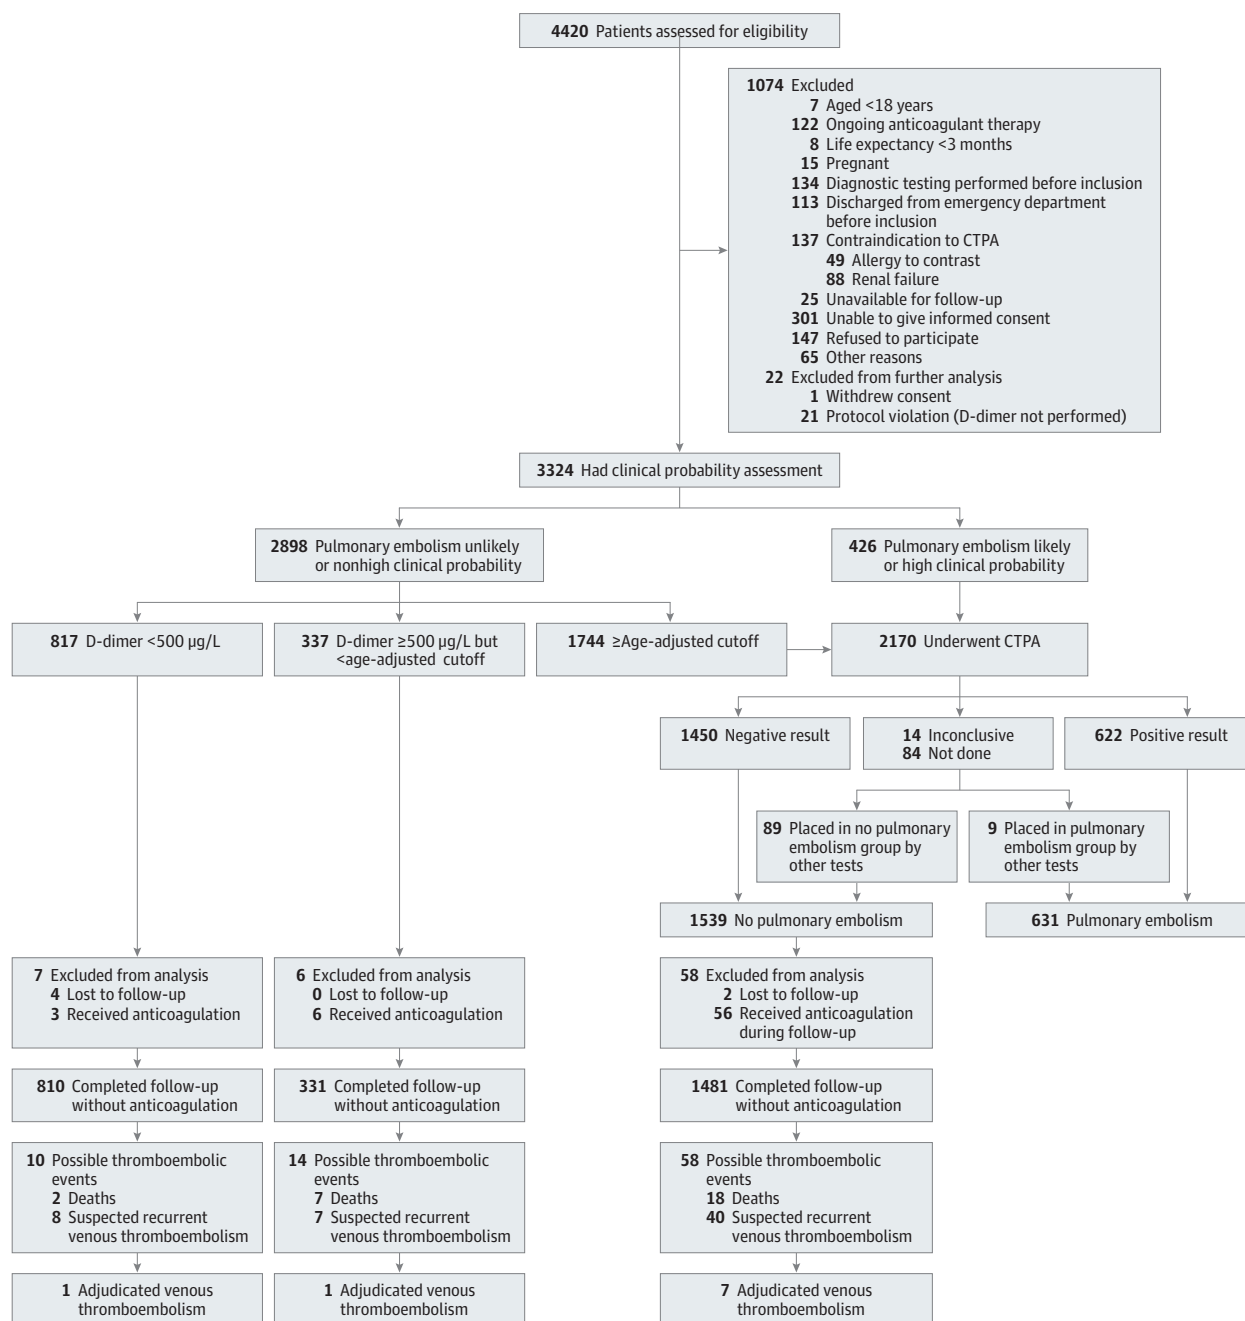 4420 Patients assessed for eligibility
1074 Excluded
7 Aged <18 years
122 Ongoing anticoagulant therapy
8 Life expectancy <3 months
15 Pregnant
134 Diagnostic testing performed before inclusion
113 Discharged from emergency department
before inclusion
137 Contraindication to CTPA
49 Allergy to contrast
88 Renal failure
25 Unavailable for follow-up
301 Unable to give informed consent
147 Refused to participate
65 Other reasons
22 Excluded from further analysis
1 Withdrew consent
21 Protocol violation (D-dimer not performed)
3324 Had clinical probability assessment
2898 Pulmonary embolism unlikely
or nonhigh clinical probability
426 Pulmonary embolism likely
or high clinical probability
817 D-dimer <500 µg/L
337 D-dimer ≥500 µg/L but
<age-adjusted cutoff
1744 ≥Age-adjusted cutoff
2170 Underwent CTPA
1450 Negative result
14 Inconclusive
84 Not done
622 Positive result
89 Placed in no pulmonary
embolism group by
other tests
9 Placed in pulmonary
embolism group by
other tests
1539 No pulmonary embolism
631 Pulmonary embolism
7 Excluded from analysis
4 Lost to follow-up
3 Received anticoagulation
6 Excluded from analysis
0 Lost to follow-up
6 Received anticoagulation
58 Excluded from analysis
2 Lost to follow-up
56 Received anticoagulation
during follow-up
810 Completed follow-up
without anticoagulation
331 Completed follow-up
without anticoagulation
1481 Completed follow-up
without anticoagulation
10 Possible thromboembolic
events
2 Deaths
8 Suspected recurrent
venous thromboembolism
14 Possible thromboembolic
events
7 Deaths
7 Suspected recurrent
venous thromboembolism
58 Possible thromboembolic
events
18 Deaths
40 Suspected recurrent
venous thromboembolism
1 Adjudicated venous
thromboembolism
1 Adjudicated venous
thromboembolism
7 Adjudicated venous
thromboembolism